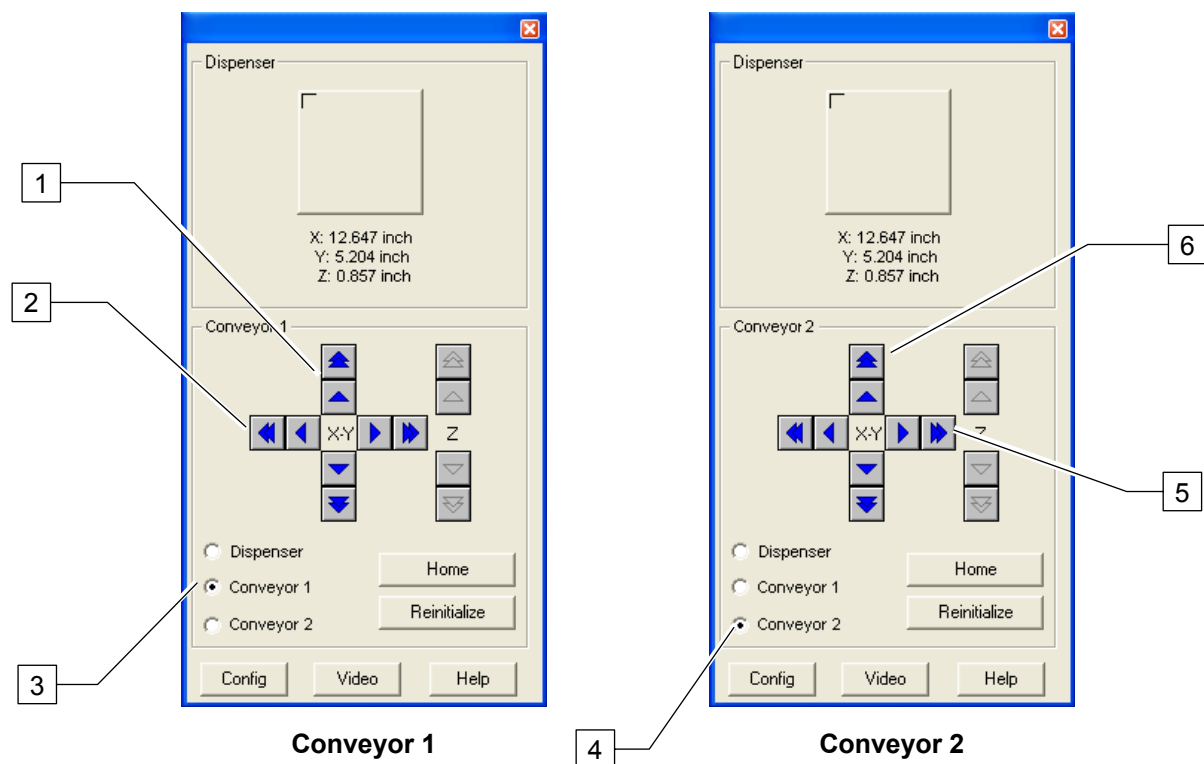 Dispenser
X: 12.647 inch
Y: 5.204 inch
Z: 0.857 inch
Conveyor 1
X-Y
Z
Dispenser
Conveyor 1
Conveyor 2
Home
Reinitialize
Config
Video
Help
Conveyor 1
1
2
3
Dispenser
X: 12.647 inch
Y: 5.204 inch
Z: 0.857 inch
Conveyor 2
X-Y
Z
Dispenser
Conveyor 1
Conveyor 2
Home
Reinitialize
Config
Video
Help
Conveyor 2
6
5
4